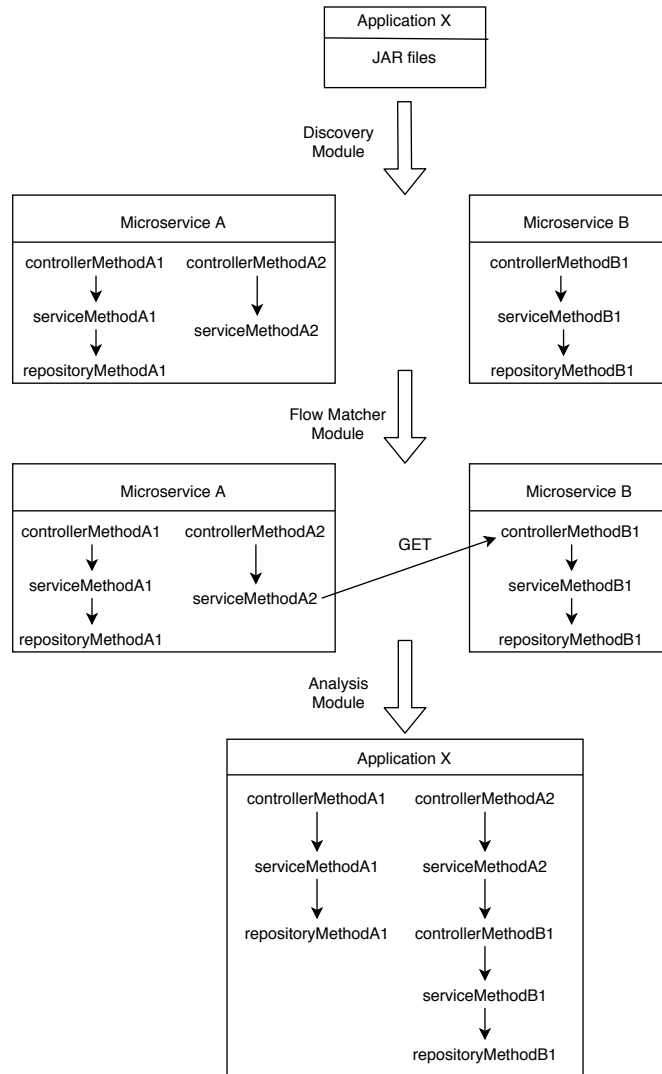 Application X
JAR files
Discovery
Module
Microservice A
controllerMethodA1
controllerMethodA2
serviceMethodA1
serviceMethodA2
repositoryMethodA1
Microservice B
controllerMethodB1
serviceMethodB1
repositoryMethodB1
Flow Matcher
Module
Microservice A
controllerMethodA1
controllerMethodA2
serviceMethodA1
serviceMethodA2
repositoryMethodA1
GET
Microservice B
controllerMethodB1
serviceMethodB1
repositoryMethodB1
Analysis
Module
Application X
controllerMethodA1
controllerMethodA2
serviceMethodA1
serviceMethodA2
repositoryMethodA1
controllerMethodB1
serviceMethodB1
repositoryMethodB1